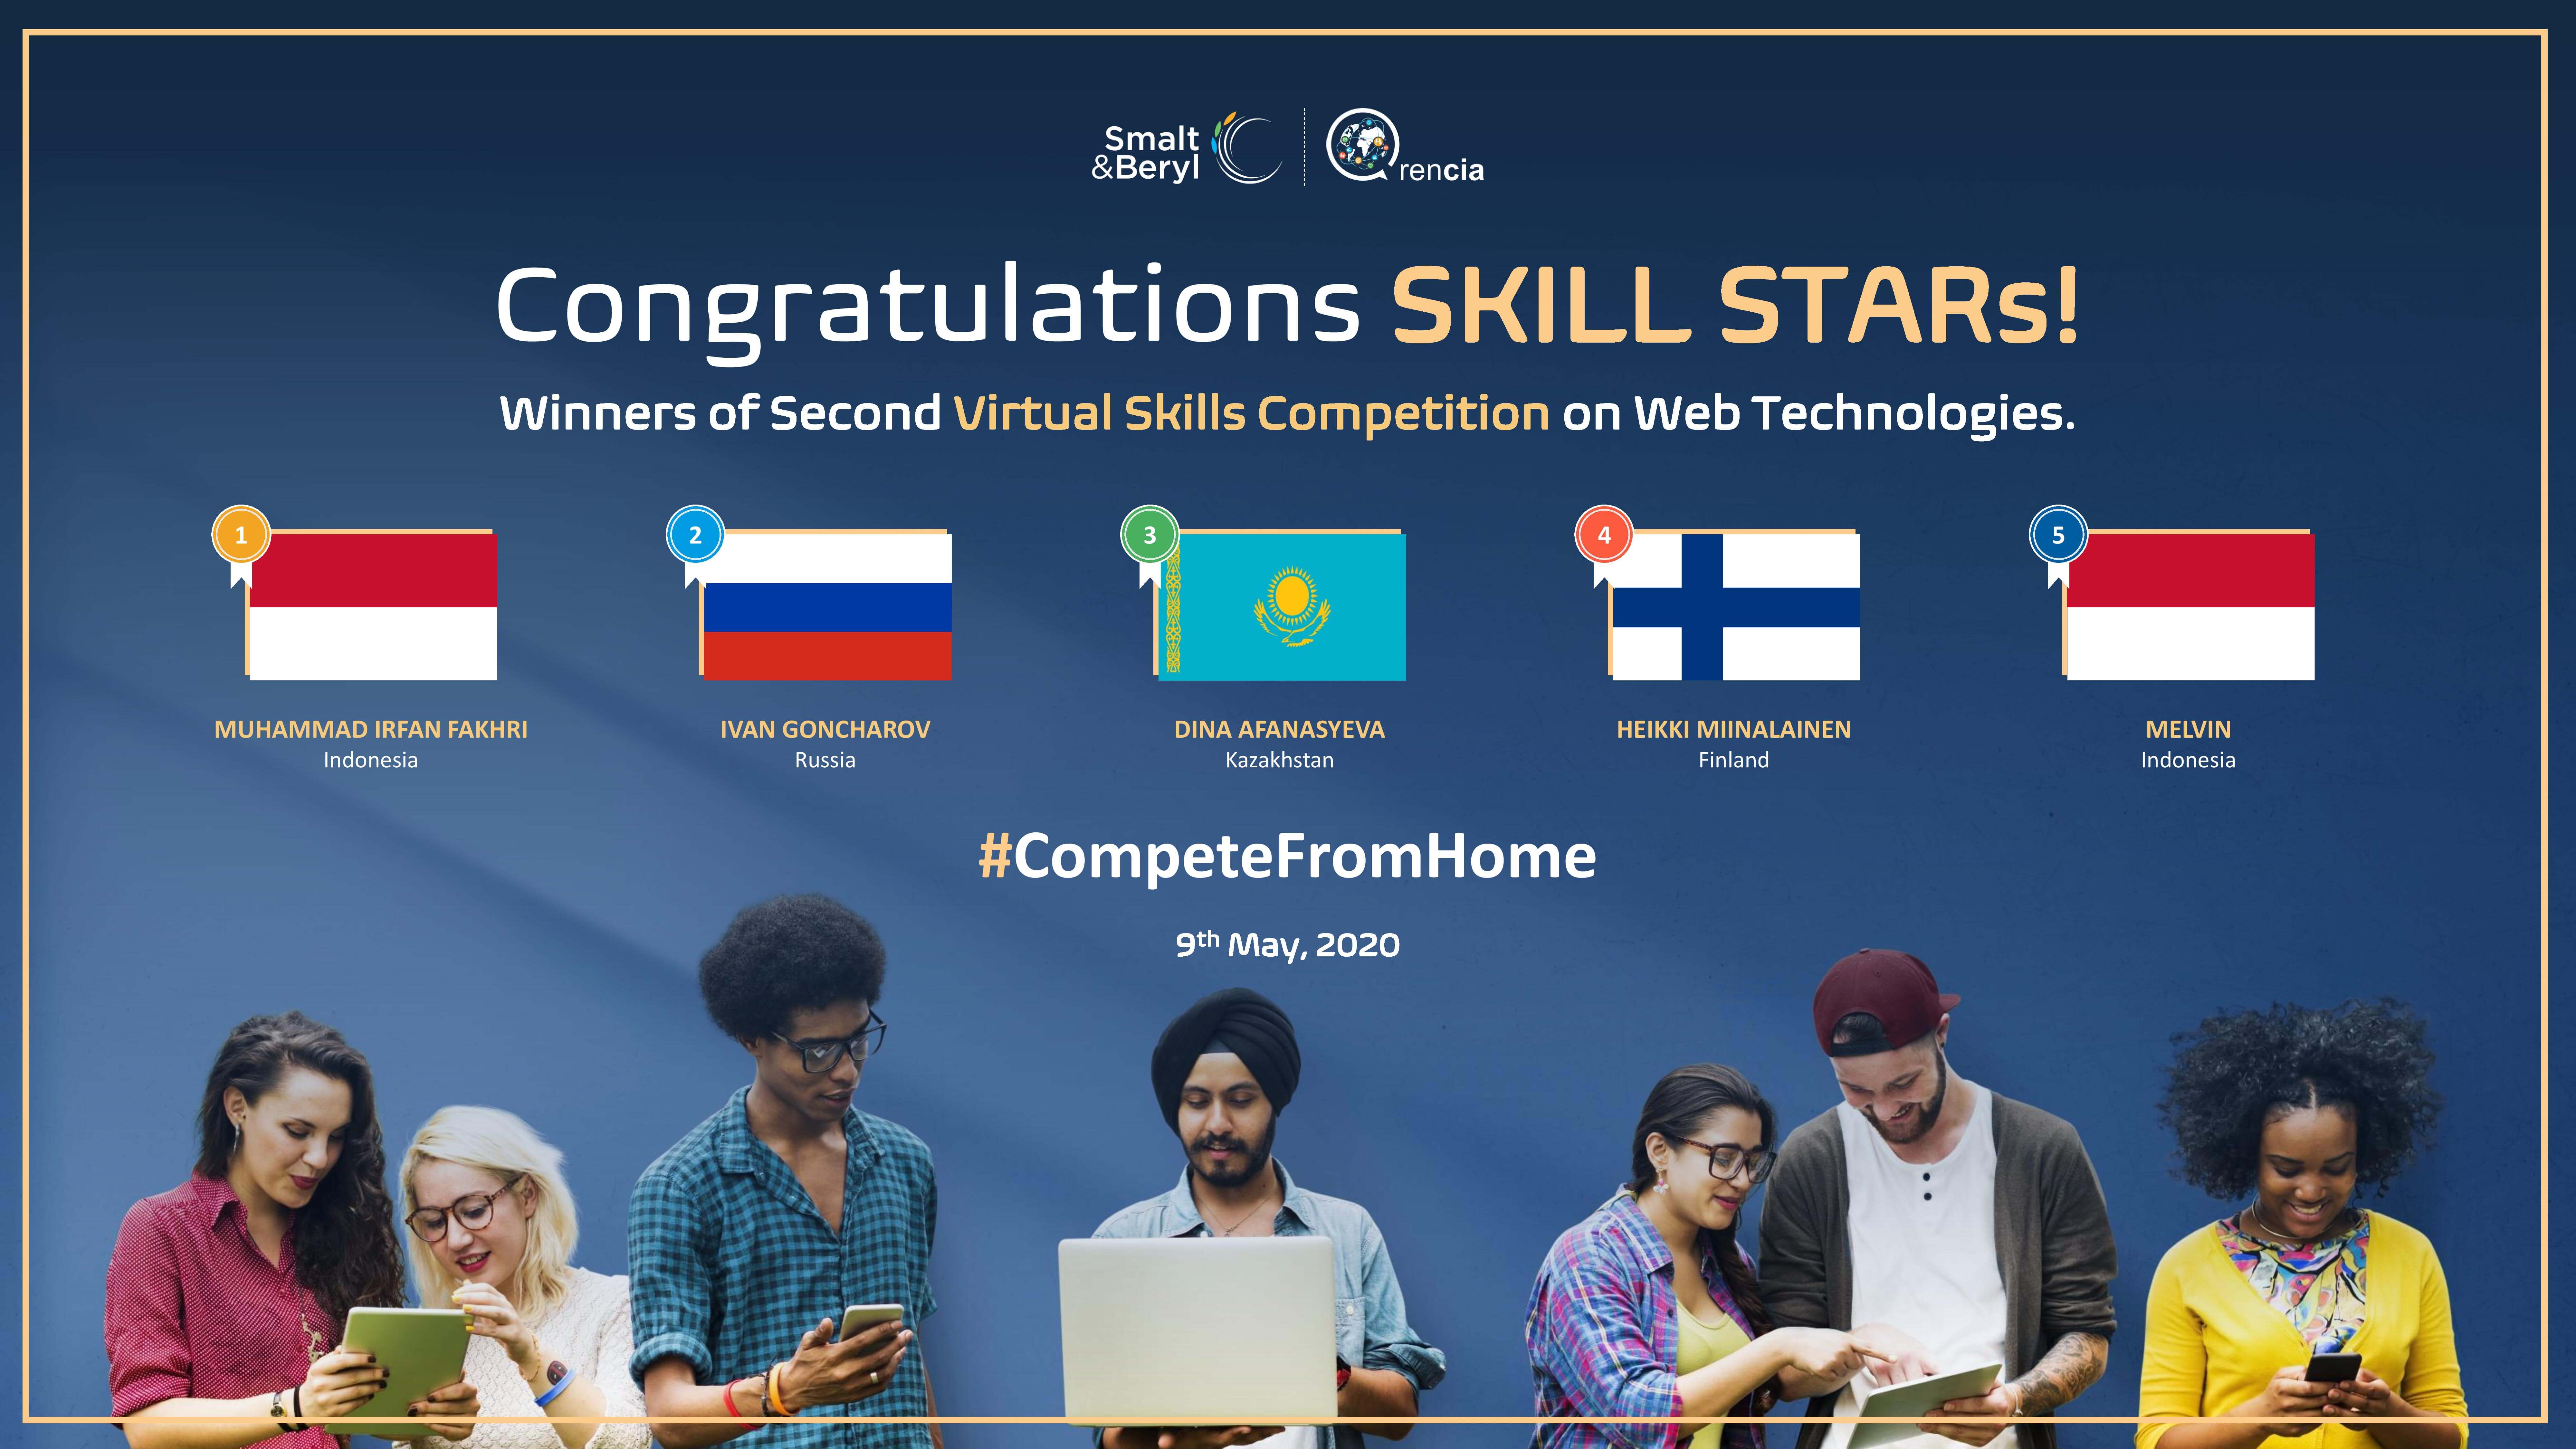 Smalt
&Beryl
Qrencia
Congratulations SKILL STARs!
Winners of Second Virtual Skills Competition on Web Technologies.
1
2
3
4
5
MUHAMMAD IRFAN FAKHRI
Indonesia
IVAN GONCHAROV
Russia
DINA AFANASYEVA
Kazakhstan
HEIKKI MIINALAINEN
Finland
MELVIN
Indonesia
#CompeteFromHome
9th May, 2020